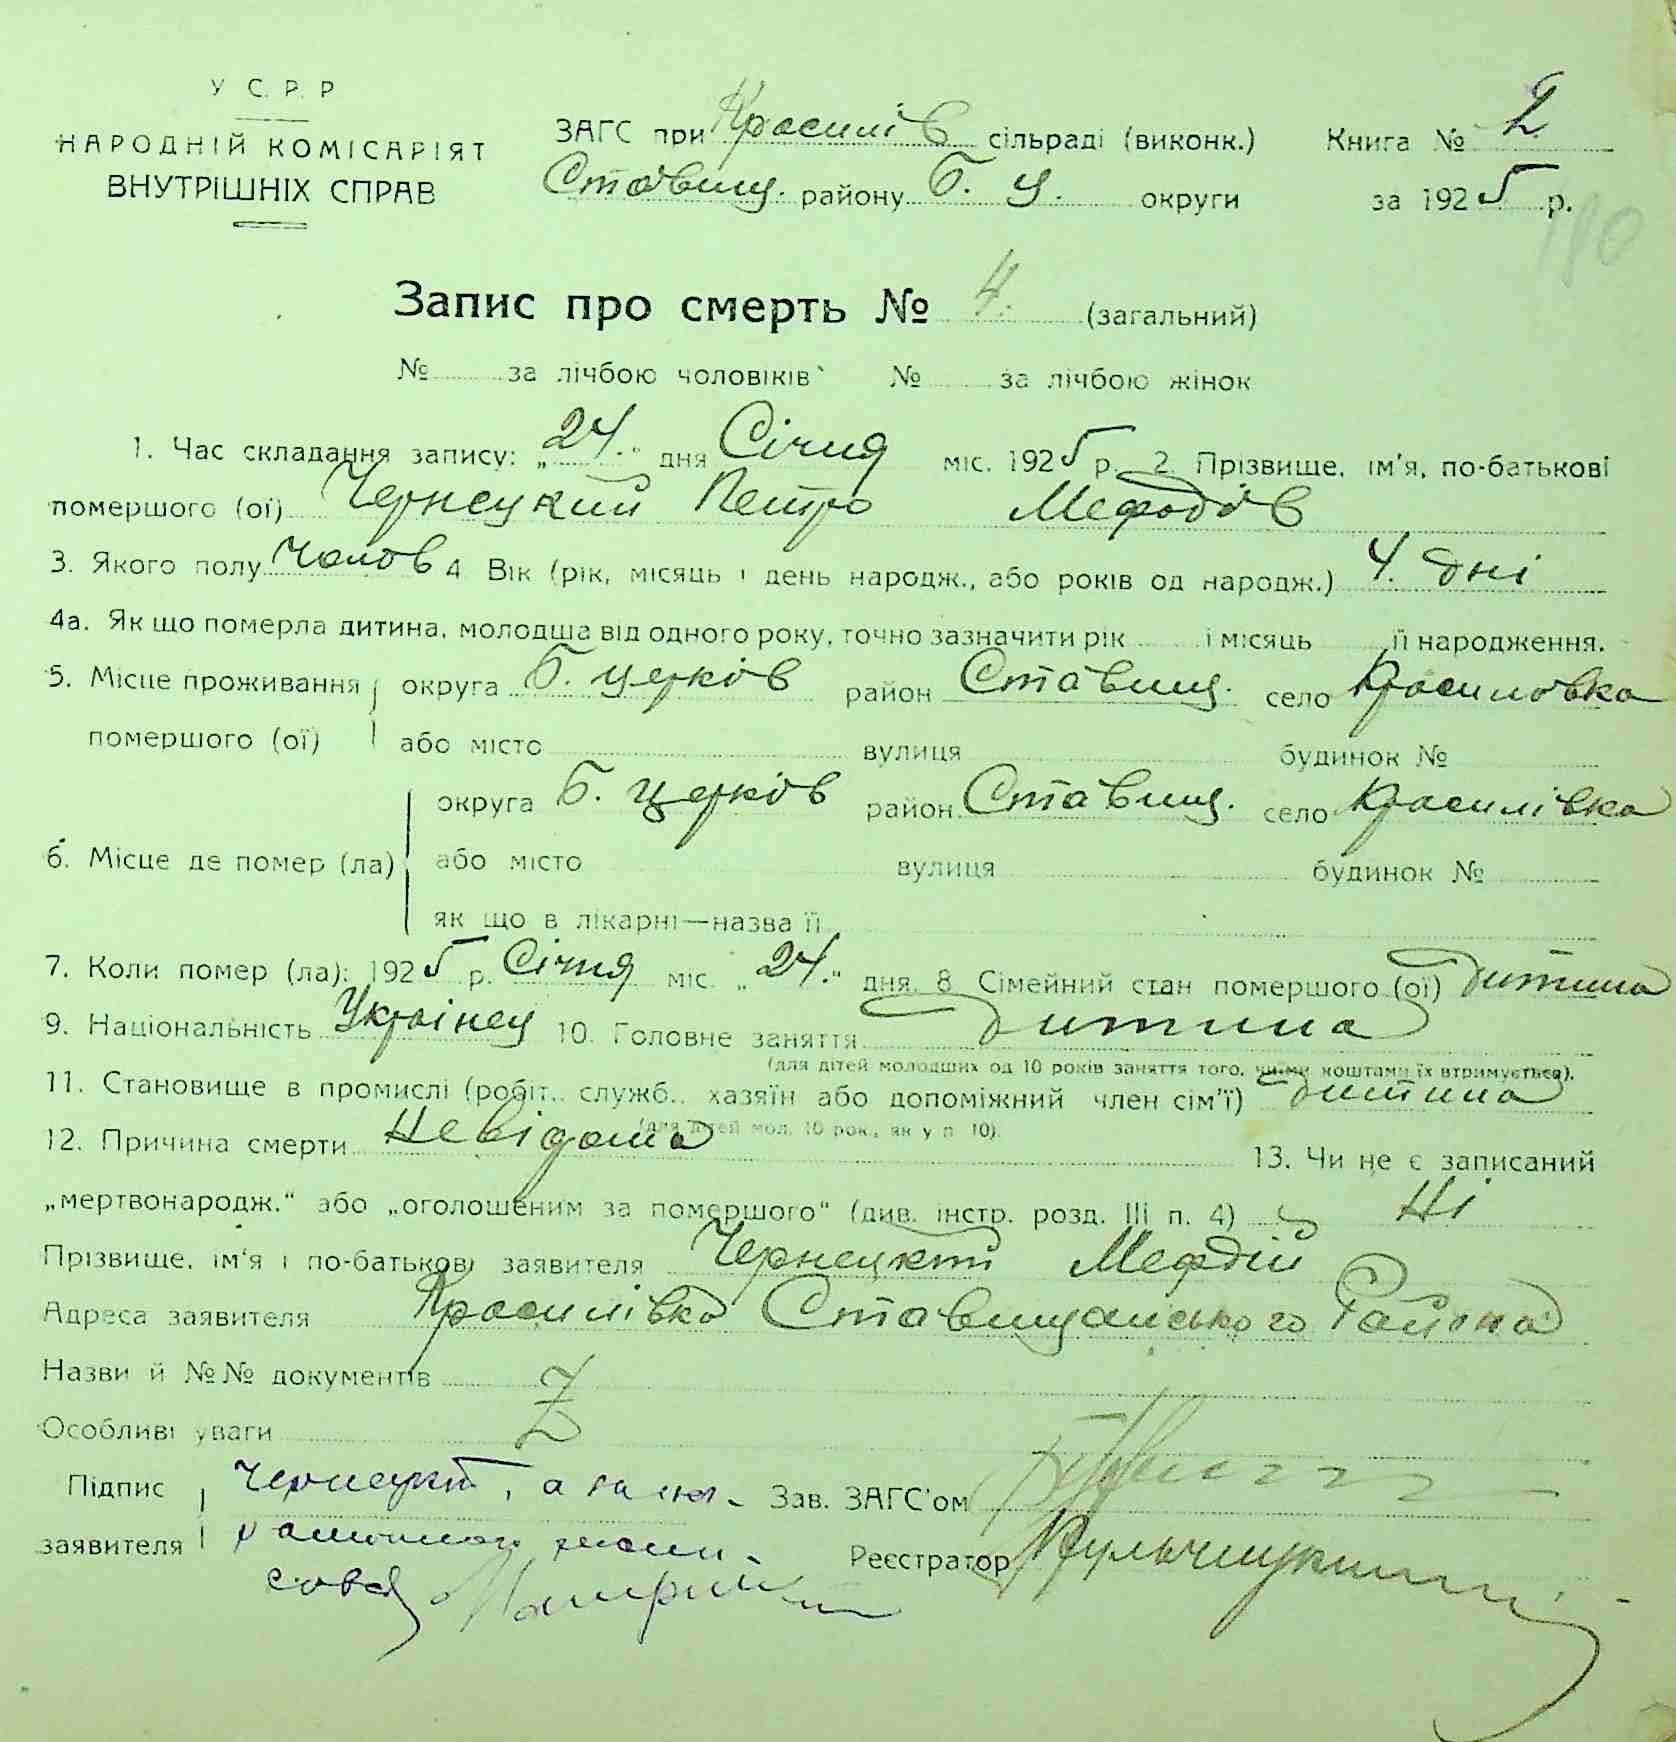 У С. Р. Р
НАРОДНІЙ КОМІСАРІЯТ
ВНУТРІШНІХ СПРАВ
ЗАГС при Красилів сільраді (виконк.)
Ставищ. району Б. Ц. округи
Книга № 2
за 1925 р.
190
Запис про смерть № 4. (загальний)
№ за лічбою чоловіків № за лічбою жінок
1. Час складання запису: „24." дня Січня міс. 1925 р. 2. Прізвище, ім'я, по-батькові
помершого (ої) Чернецкий Петро Мефодів
3. Якого полу Чолов 4 Вік (рік, місяць і день народж., або років од народж.) 4. дні
4а. Як що померла дитина, молодша від одного року, точно зазначити рік і місяць її народження.
5. Місце проживання округа Б. церків район Ставищ. село Красиловка
помершого (ої) або місто вулиця будинок №
округа Б. церків район Ставищ. село Красилівка
6. Місце де помер (ла) або місто вулиця будинок №
як що в лікарні—назва її
7. Коли помер (ла): 1925 р. Січня міс. „24." дня. 8 Сімейний стан помершого (ої) Дитина
9. Національність Українец 10. Головне заняття Дитина
(для дітей молодших од 10 років заняття того, чиїми коштами їх втримується).
11. Становище в промислі (робіт., служб., хазяїн або допоміжний член сім'ї) Дитина
(для дітей мол. 10 рок., як у п 10).
12. Причина смерти Невідома 13. Чи не є записаний
„мертвонародж." або „оголошеним за помершого" (див. інстр. розд. III п. 4) Ні
Прізвище, ім'я і по-батькові заявителя Чернецкий Мефдій
Адреса заявителя Красилівка Ставищанського Района
Назви й №№ документів Z
Особливі уваги
Підпис заявителя Чернецкий, а за
Зав. ЗАГС'ом
Реєстратор Кульчицкий